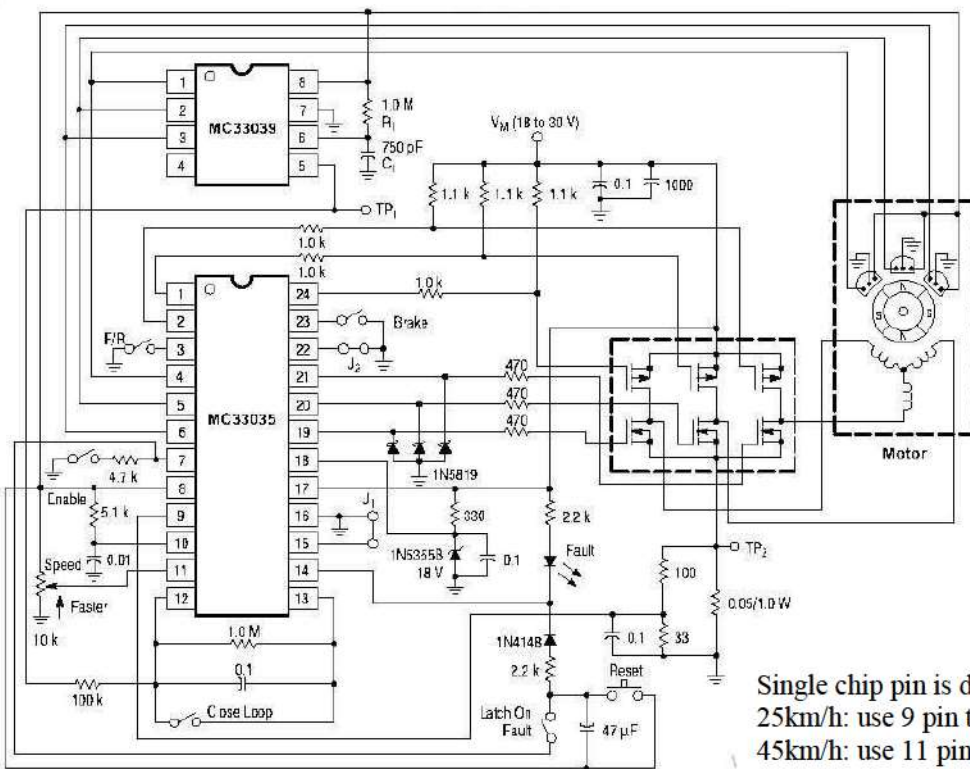 MC33039
1
2
3
4
8
7
6
5
1.0 M
R1
750 pF
C1
TP1
VM (18 to 30 V)
1.1 k
1.1 k
1.1 k
0.1
1000
1.0 k
1.0 k
1.0 k
MC33035
1
2
3
4
5
6
7
8
9
10
11
12
24
23
22
21
20
19
18
17
16
15
14
13
F/R
Brake
J2
470
470
470
1N5819
Enable
4.7 k
5.1 k
0.01
Speed
Faster
10 k
330
J1
1N5355B
18 V
0.1
2.2 k
Fault
TP2
100
0.05/1.0 W
0.1
33
1N4148
2.2 k
Reset
47 µF
Latch On
Fault
1.0 M
0.1
100 k
Close Loop
S
S
Motor
Single chip pin is d
25km/h: use 9 pin t
45km/h: use 11 pin